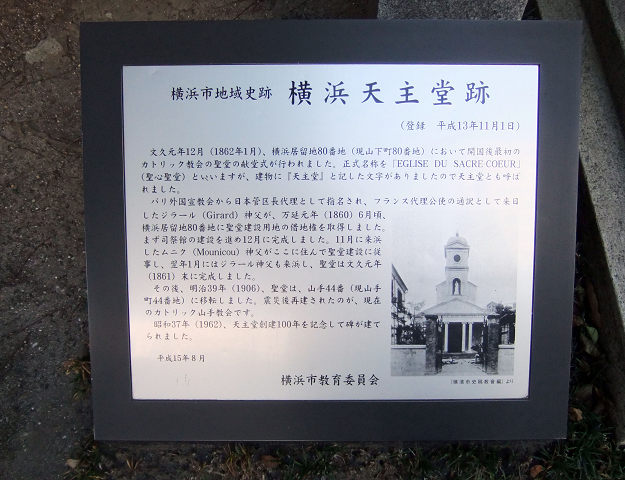 横浜市地域史跡 横浜天主堂跡
(登録 平成13年11月1日)
文久元年12月（1862年1月）、横浜居留地80番地（現山下町80番地）において開国後最初の
カトリック教会の聖堂の献堂式が行われました。正式名称を「EGLISE DU SACRE COEUR」
(聖心聖堂）といいますが、建物に『天主堂』と記した文字がありましたので天主堂とも呼ば
れました。
パリ外国宣教会から日本管区長代理として指名され、フランス代理公使の通訳として来日
したジラール（Girard）神父が、万延元年（1860）6月頃、
横浜居留地80番に聖堂建設用地の借地権を取得しました。
まず司祭館の建設を進め12月に完成しました。11月に来浜
したムニク（Mounicou）神父がここに住んで聖堂建設に従
事し、翌年1月にはジラール神父も来浜し、聖堂は文久元年
（1861）末に完成しました。
その後、明治39年（1906）、聖堂は、山手44番（現山手
町44番地）に移転しました。震災後再建されたのが、現在
のカトリック山手教会です。
昭和37年（1962）、天主堂創建100年を記念して碑が建て
られました。
平成15年8月
横浜市教育委員会
（『横浜市史稿教会編』より）